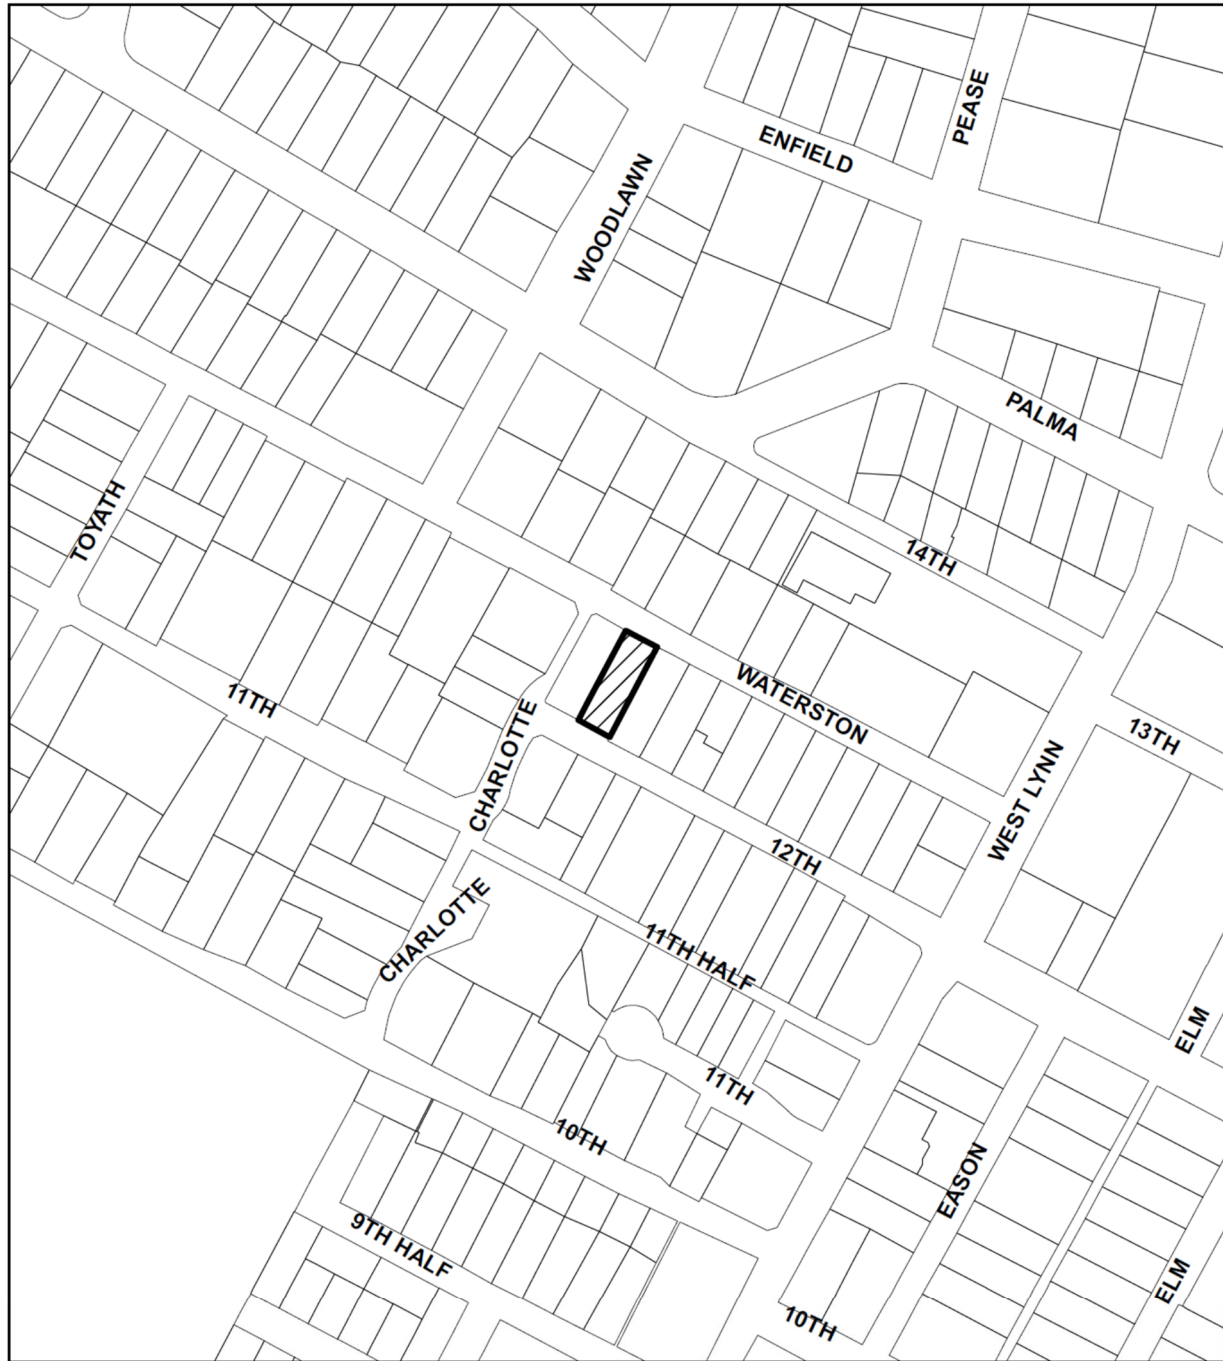 PEASE
ENFIELD
WOODLAWN
PALMA
TOYATH
14TH
WATERSTON
11TH
13TH
CHARLOTTE
WEST LYNN
12TH
CHARLOTTE
11TH HALF
ELM
11TH
10TH
EASON
9TH HALF
ELM
10TH